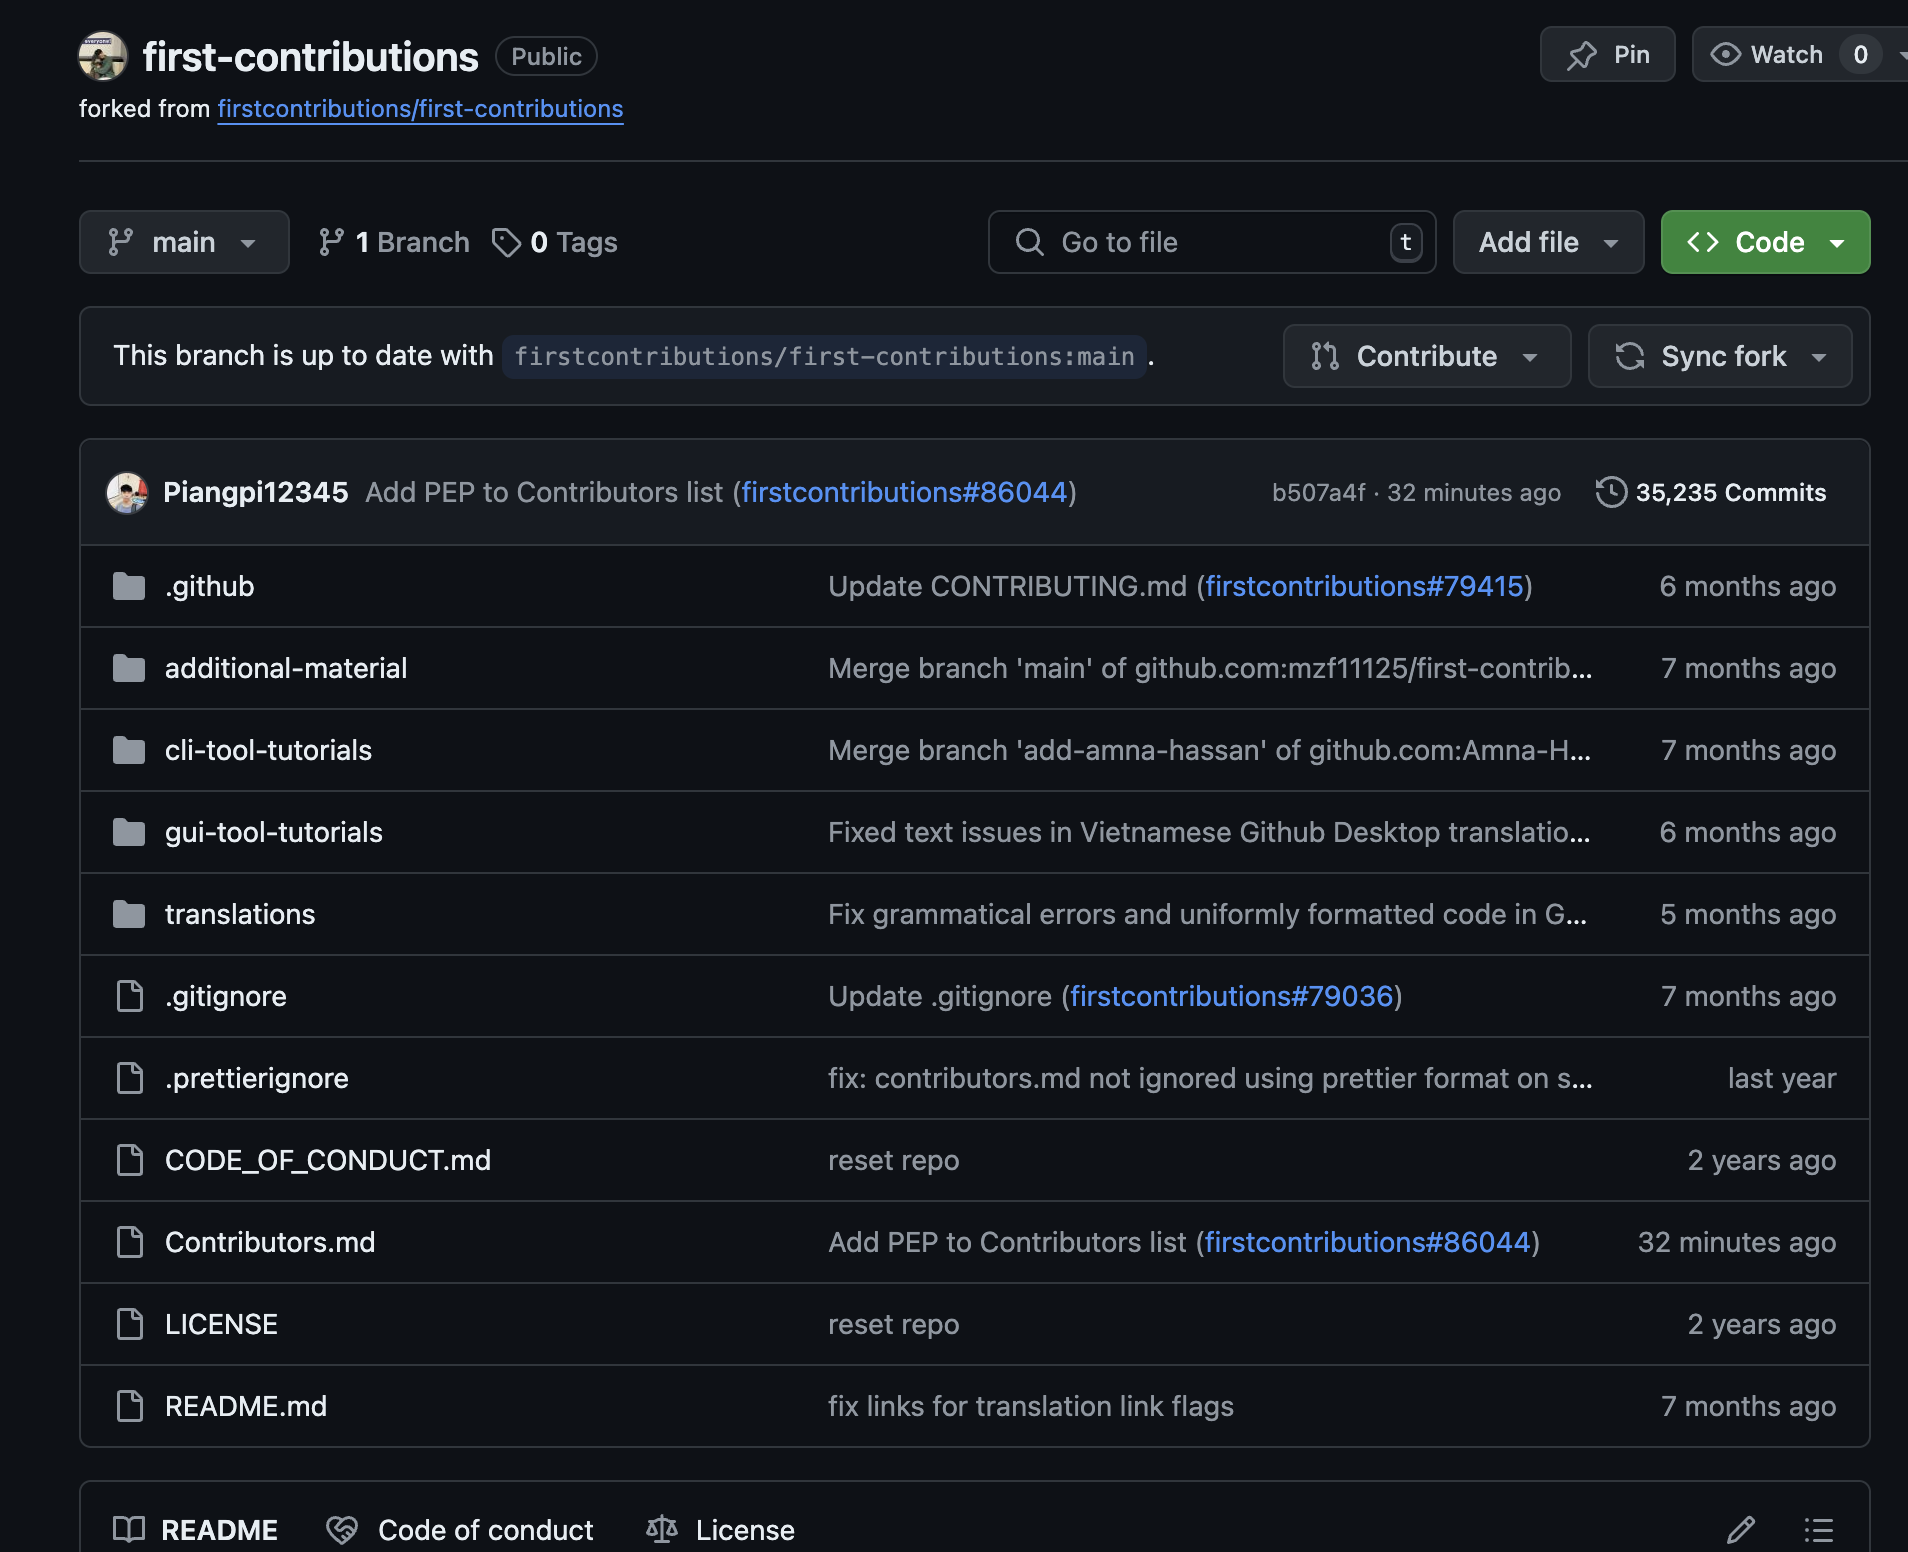 first-contributions Public Pin Watch 0
forked from firstcontributions/first-contributions
main 1 Branch 0 Tags Go to file t Add file Code
This branch is up to date with firstcontributions/first-contributions:main . Contribute Sync fork
Piangpi12345 Add PEP to Contributors list (firstcontributions#86044) b507a4f · 32 minutes ago 35,235 Commits
.github Update CONTRIBUTING.md (firstcontributions#79415) 6 months ago
additional-material Merge branch 'main' of github.com:mzf11125/first-contrib... 7 months ago
cli-tool-tutorials Merge branch 'add-amna-hassan' of github.com:Amna-H... 7 months ago
gui-tool-tutorials Fixed text issues in Vietnamese Github Desktop translatio... 6 months ago
translations Fix grammatical errors and uniformly formatted code in G... 5 months ago
.gitignore Update .gitignore (firstcontributions#79036) 7 months ago
.prettierignore fix: contributors.md not ignored using prettier format on s... last year
CODE_OF_CONDUCT.md reset repo 2 years ago
Contributors.md Add PEP to Contributors list (firstcontributions#86044) 32 minutes ago
LICENSE reset repo 2 years ago
README.md fix links for translation link flags 7 months ago
README Code of conduct License